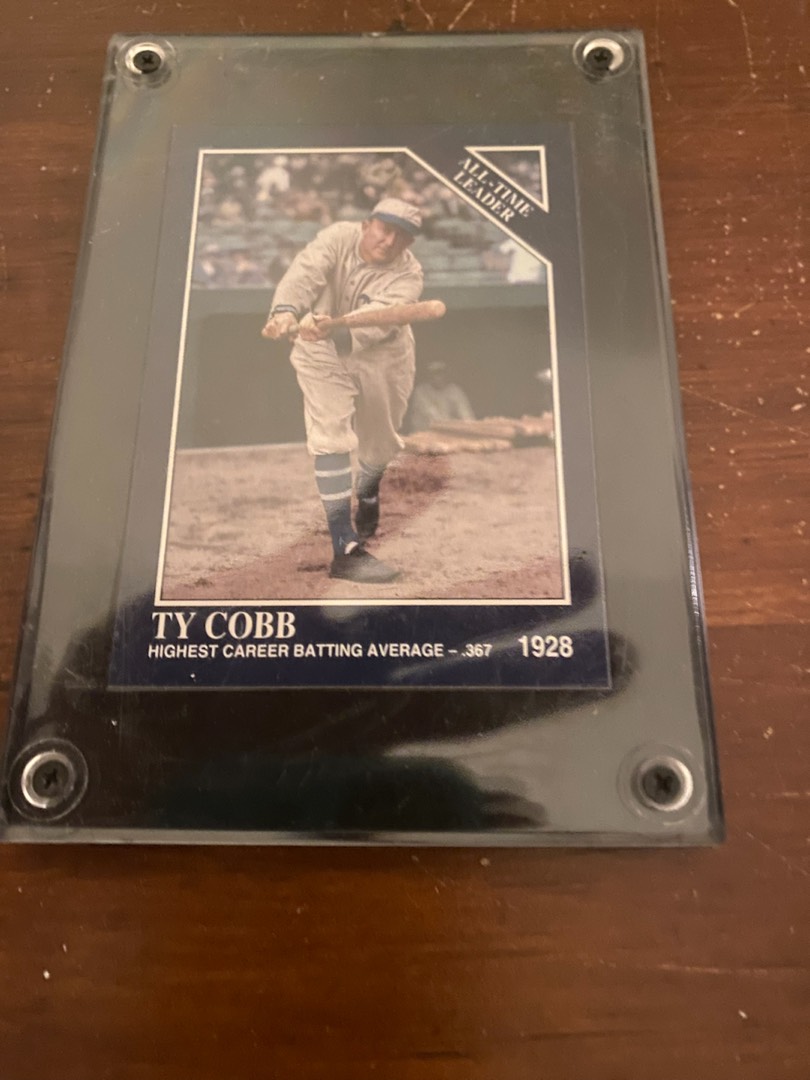 ALL-TIME
LEADER
TY COBB
HIGHEST CAREER BATTING AVERAGE – .367 1928